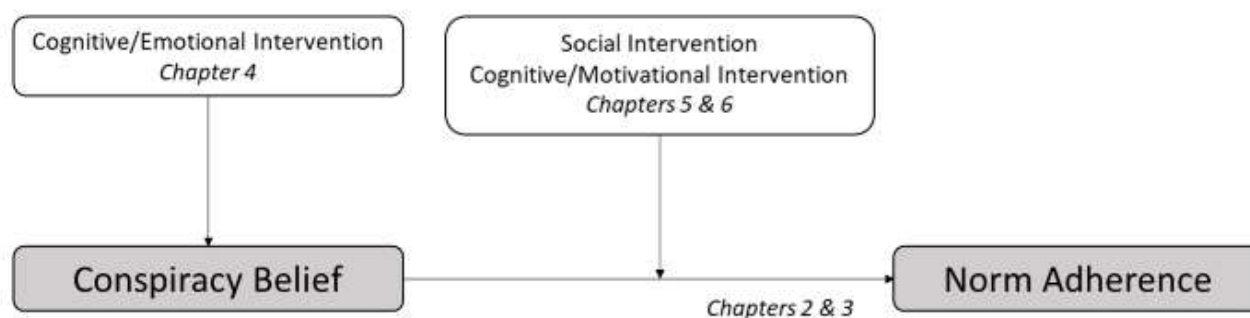 Cognitive/Emotional Intervention
Chapter 4
Social Intervention
Cognitive/Motivational Intervention
Chapters 5 & 6
Conspiracy Belief
Norm Adherence
Chapters 2 & 3